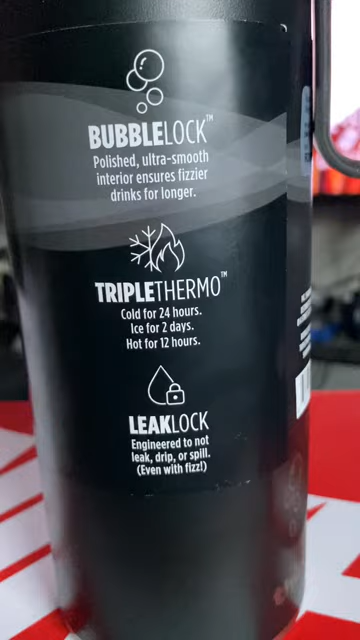 BUBBLELOCK™
Polished, ultra-smooth
interior ensures fizzier
drinks for longer.
TRIPLETHERMO™
Cold for 24 hours.
Ice for 2 days.
Hot for 12 hours.
LEAKLOCK
Engineered to not
leak, drip, or spill.
(Even with fizz!)